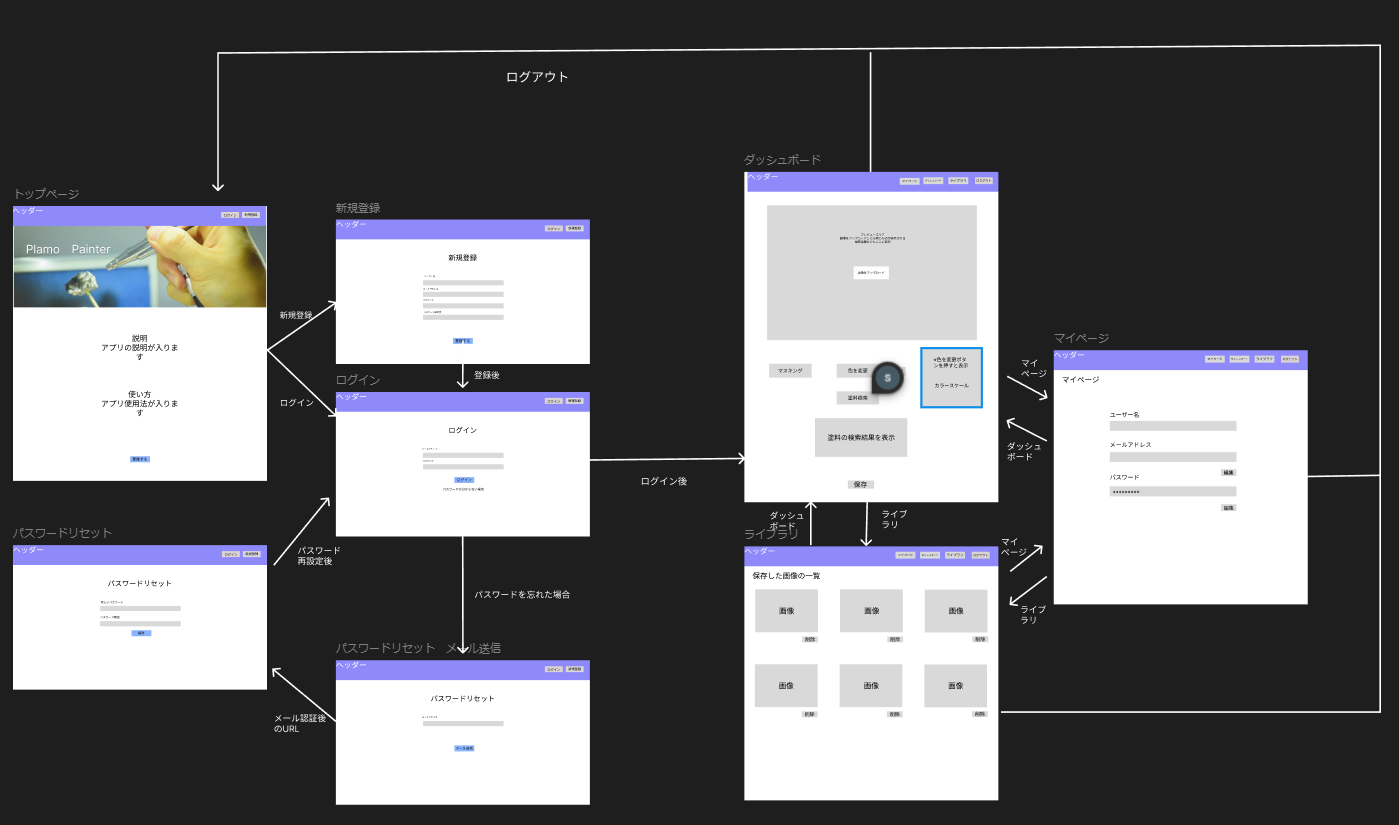 ログアウト
トップページ
ヘッダー
ログイン
新規登録
Plamo Painter
説明
アプリの説明が入りま
す
使い方
アプリ使用法が入りま
す
新規登録
ログイン
新規登録
ヘッダー
ログイン
新規登録
新規登録
登録する
登録後
ログイン
ヘッダー
ログイン
新規登録
ログイン
ログイン
ログイン後
パスワードを忘れた場合
パスワードリセット
ヘッダー
ログイン
新規登録
パスワードリセット
パスワード
再設定後
パスワードリセット メール送信
ヘッダー
ログイン
新規登録
パスワードリセット
メール送信
メール認証後
のURL
ダッシュボード
ヘッダー
マイページ
ダッシュボード
ライブラリ
ログアウト
プレビューエリア
画像をアップロード
マスキング
色を変更
S
塗料検索
※色を変更ボタ
ンを押すと表示
カラースケール
塗料の検索結果を表示
保存
ダッシュ
ボード
ライブ
ラリ
マイ
ページ
ダッシュ
ボード
ライブラリ
ヘッダー
マイページ
ダッシュボード
ライブラリ
ログアウト
保存した画像の一覧
画像
画像
画像
削除
削除
削除
画像
画像
画像
削除
削除
削除
マイ
ページ
ライブ
ラリ
マイページ
ヘッダー
マイページ
ダッシュボード
ライブラリ
ログアウト
マイページ
ユーザー名
メールアドレス
編集
パスワード
*********
編集